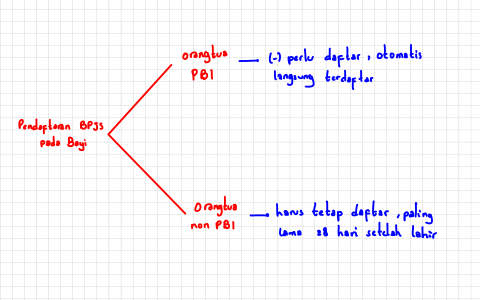 orangtua
PBI
(-) perlu daftar, otomatis
langsung terdaftar
Pendaftaran BPJS
pada Bayi
Orangtua
non PBI
harus tetap daftar, paling
lama 28 hari setelah lahir